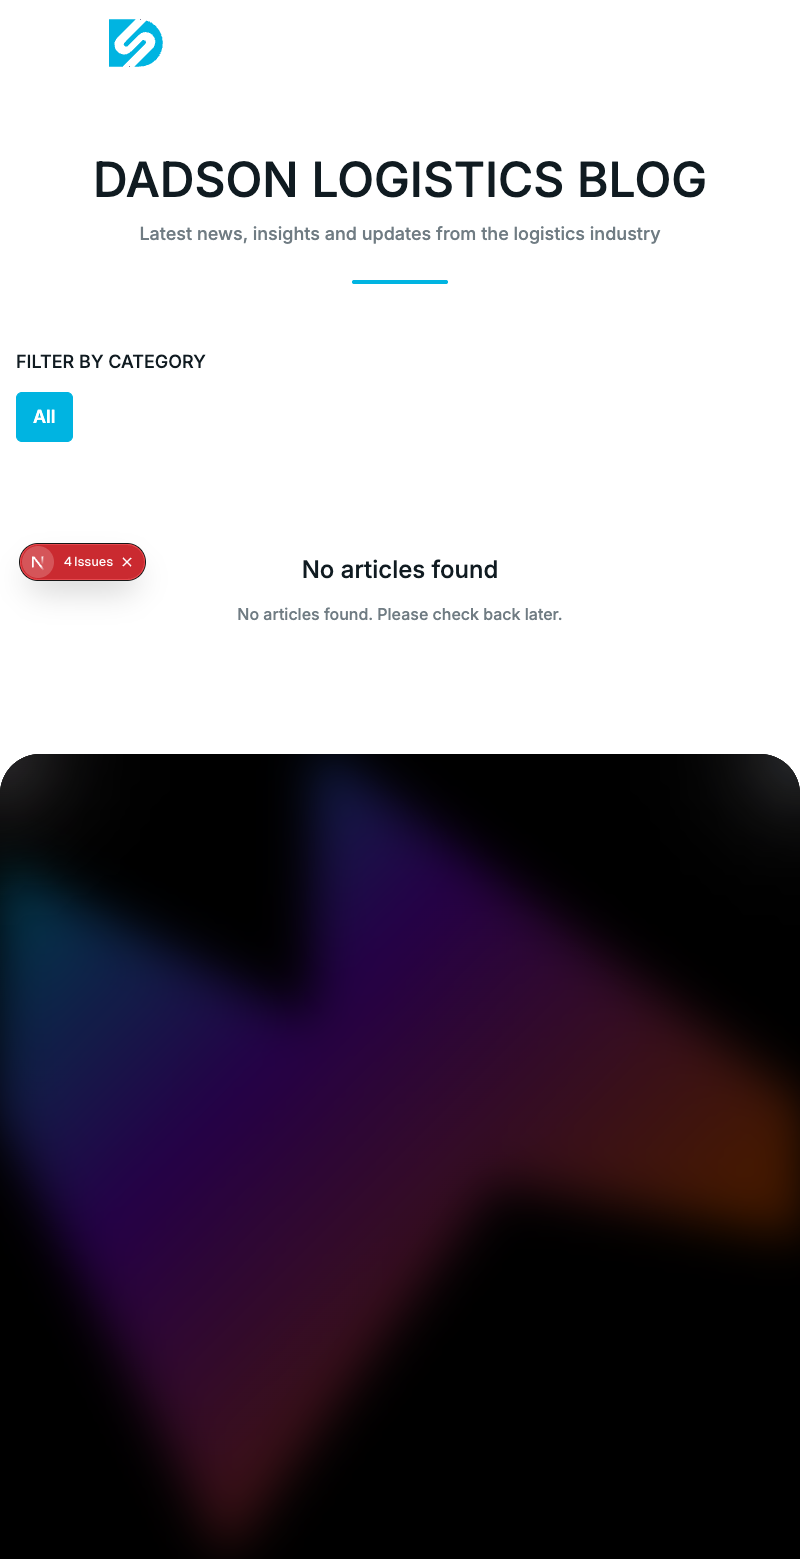 DADSON LOGISTICS BLOG
Latest news, insights and updates from the logistics industry
FILTER BY CATEGORY
All
N 4 Issues
No articles found
No articles found. Please check back later.